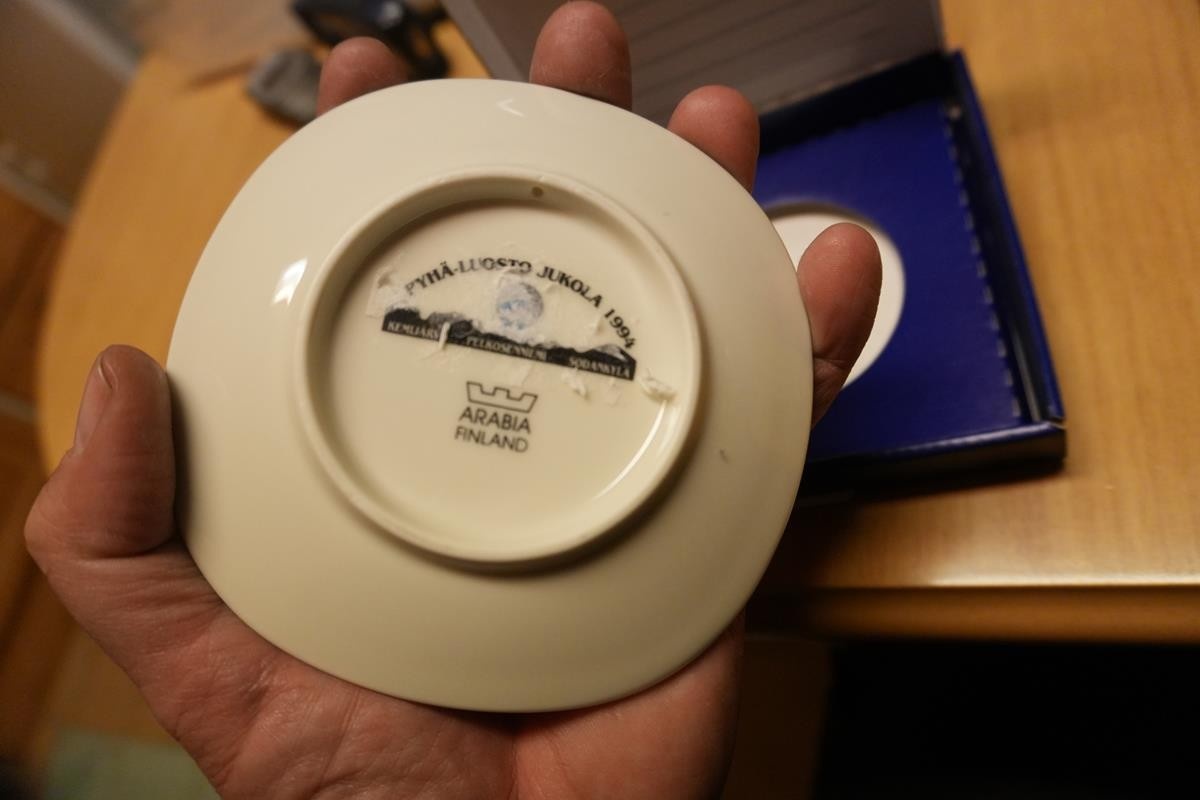 PYHÄ-LUOSTO JUKOLA 1994
KEMIJÄRVI PELKOSENNIEMI SODANKYLÄ
ARABIA
FINLAND